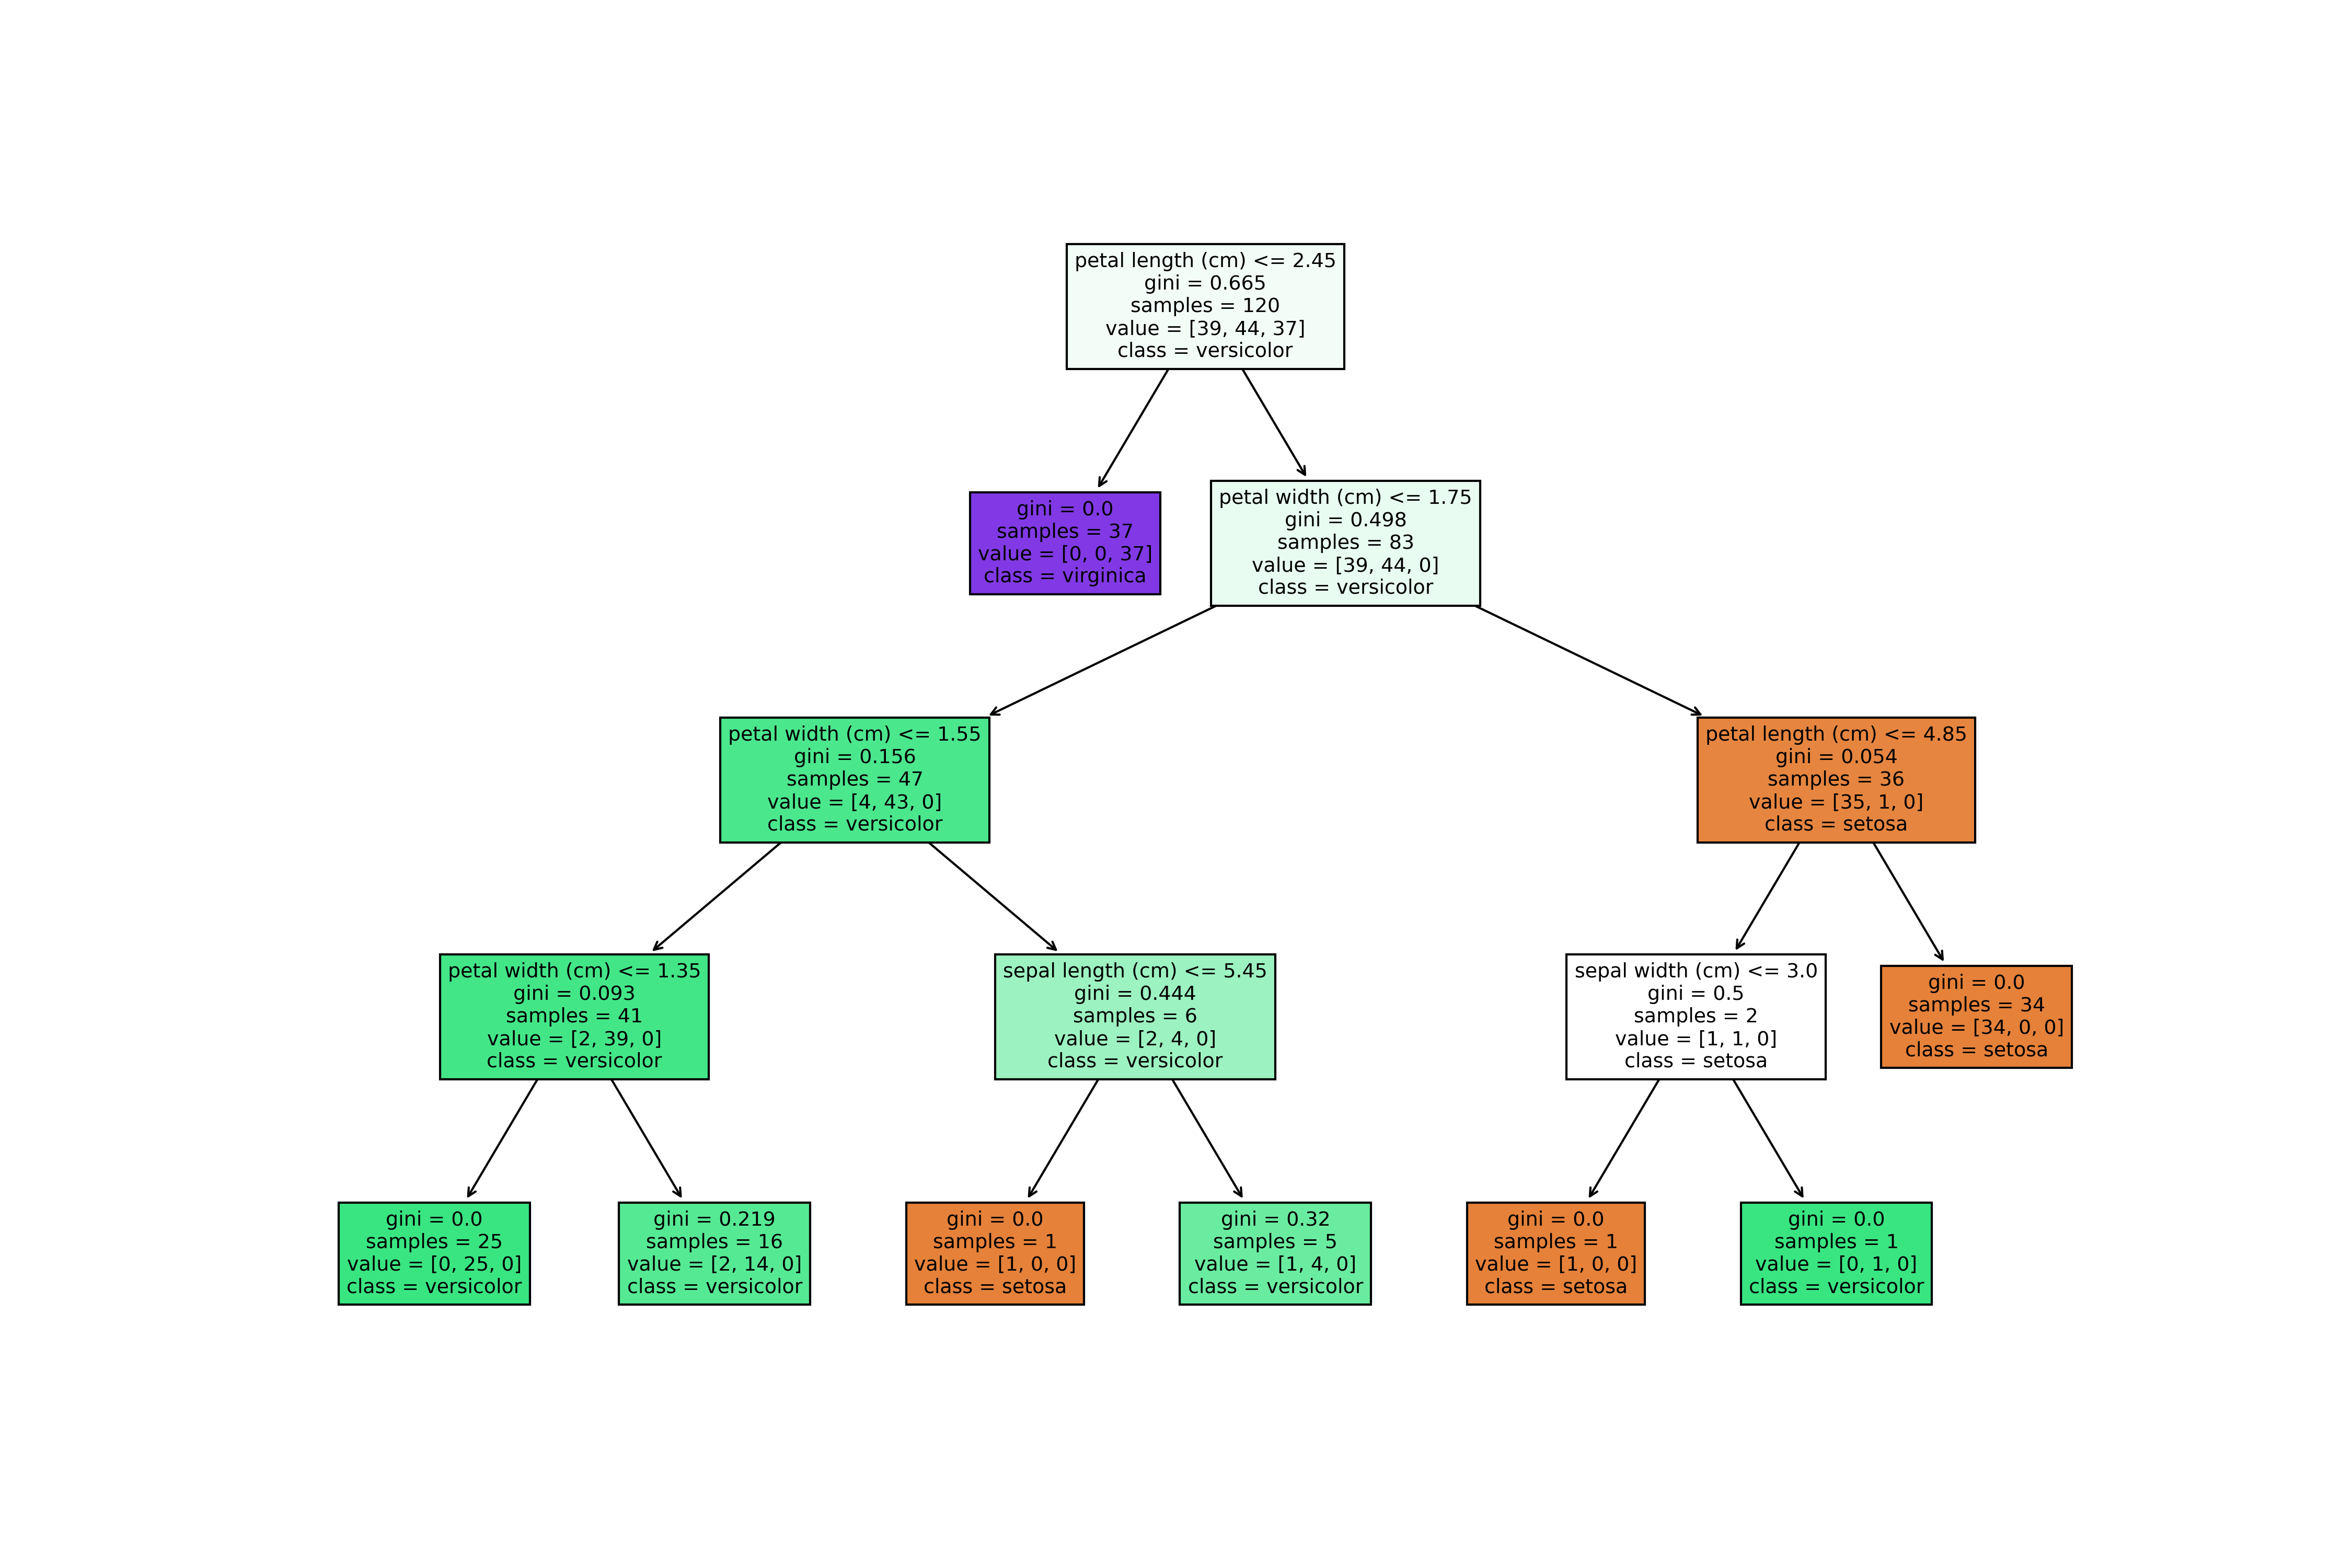 petal length (cm) <= 2.45
gini = 0.665
samples = 120
value = [39, 44, 37]
class = versicolor
gini = 0.0
samples = 37
value = [0, 0, 37]
class = virginica
petal width (cm) <= 1.75
gini = 0.498
samples = 83
value = [39, 44, 0]
class = versicolor
petal width (cm) <= 1.55
gini = 0.156
samples = 47
value = [4, 43, 0]
class = versicolor
petal length (cm) <= 4.85
gini = 0.054
samples = 36
value = [35, 1, 0]
class = setosa
petal width (cm) <= 1.35
gini = 0.093
samples = 41
value = [2, 39, 0]
class = versicolor
sepal length (cm) <= 5.45
gini = 0.444
samples = 6
value = [2, 4, 0]
class = versicolor
sepal width (cm) <= 3.0
gini = 0.5
samples = 2
value = [1, 1, 0]
class = setosa
gini = 0.0
samples = 34
value = [34, 0, 0]
class = setosa
gini = 0.0
samples = 25
value = [0, 25, 0]
class = versicolor
gini = 0.219
samples = 16
value = [2, 14, 0]
class = versicolor
gini = 0.0
samples = 1
value = [1, 0, 0]
class = setosa
gini = 0.32
samples = 5
value = [1, 4, 0]
class = versicolor
gini = 0.0
samples = 1
value = [1, 0, 0]
class = setosa
gini = 0.0
samples = 1
value = [0, 1, 0]
class = versicolor